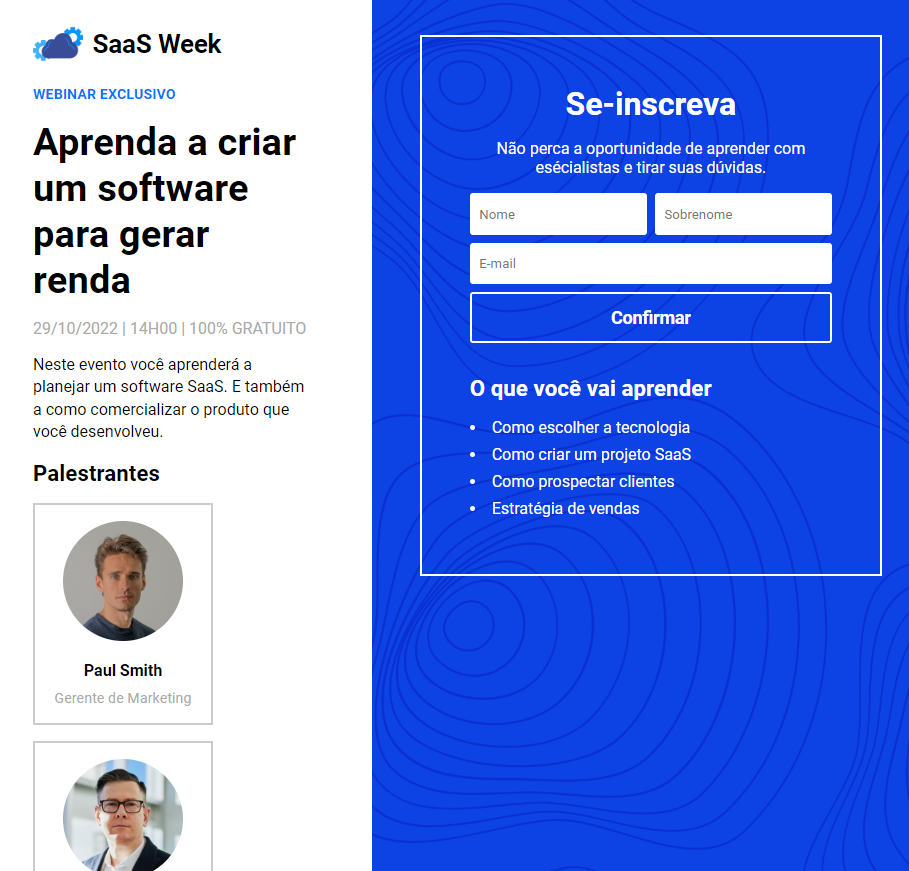 SaaS Week
WEBINAR EXCLUSIVO
Aprenda a criar
um software
para gerar
renda
29/10/2022 | 14H00 | 100% GRATUITO
Neste evento você aprenderá a
planejar um software SaaS. E também
a como comercializar o produto que
você desenvolveu.
Palestrantes
Paul Smith
Gerente de Marketing
Se-inscreva
Não perca a oportunidade de aprender com
esécialistas e tirar suas dúvidas.
Nome
Sobrenome
E-mail
Confirmar
O que você vai aprender
Como escolher a tecnologia
Como criar um projeto SaaS
Como prospectar clientes
Estratégia de vendas